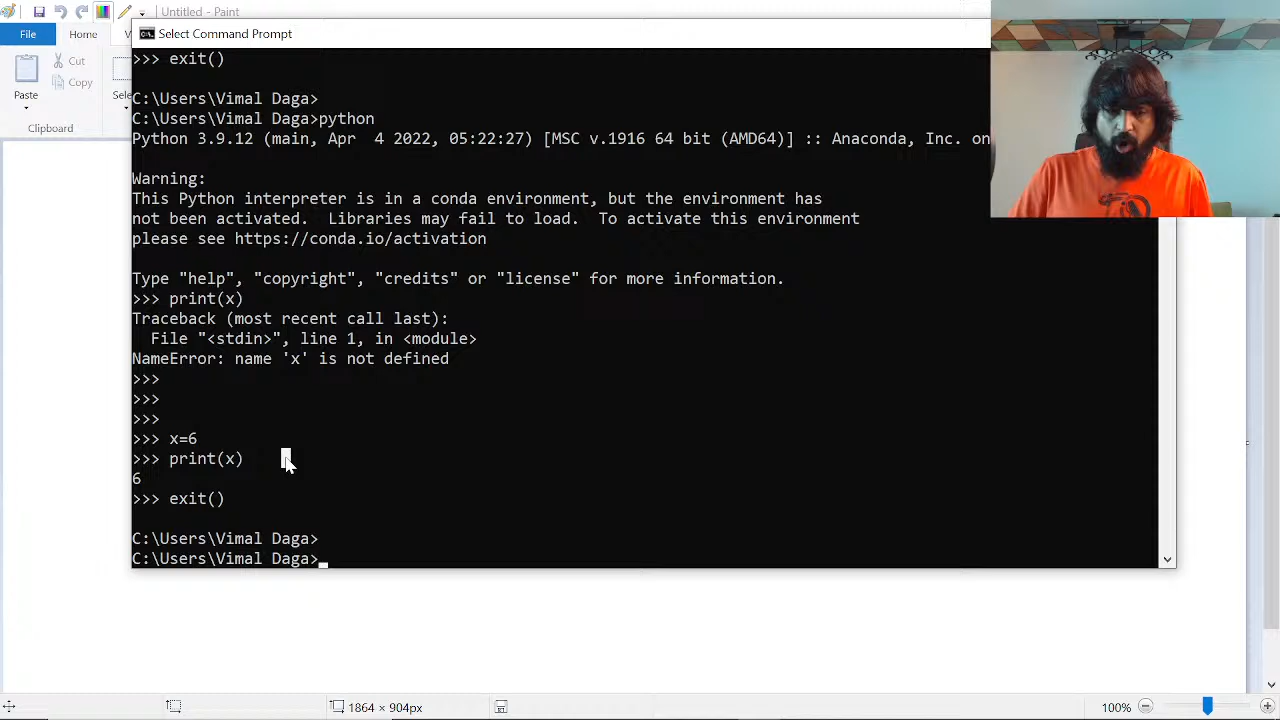 Untitled - Paint
File
Home
V
Cut
Copy
Paste
Selec
Clipboard
Select Command Prompt
>>> exit()
C:\Users\Vimal Daga>
C:\Users\Vimal Daga>python
Python 3.9.12 (main, Apr  4 2022, 05:22:27) [MSC v.1916 64 bit (AMD64)] :: Anaconda, Inc. on
Warning:
This Python interpreter is in a conda environment, but the environment has
not been activated.  Libraries may fail to load.  To activate this environment
please see https://conda.io/activation
Type "help", "copyright", "credits" or "license" for more information.
>>> print(x)
Traceback (most recent call last):
  File "<stdin>", line 1, in <module>
NameError: name 'x' is not defined
>>>
>>>
>>>
>>> x=6
>>> print(x)
6
>>> exit()
C:\Users\Vimal Daga>
C:\Users\Vimal Daga>
1864 × 904px
100%